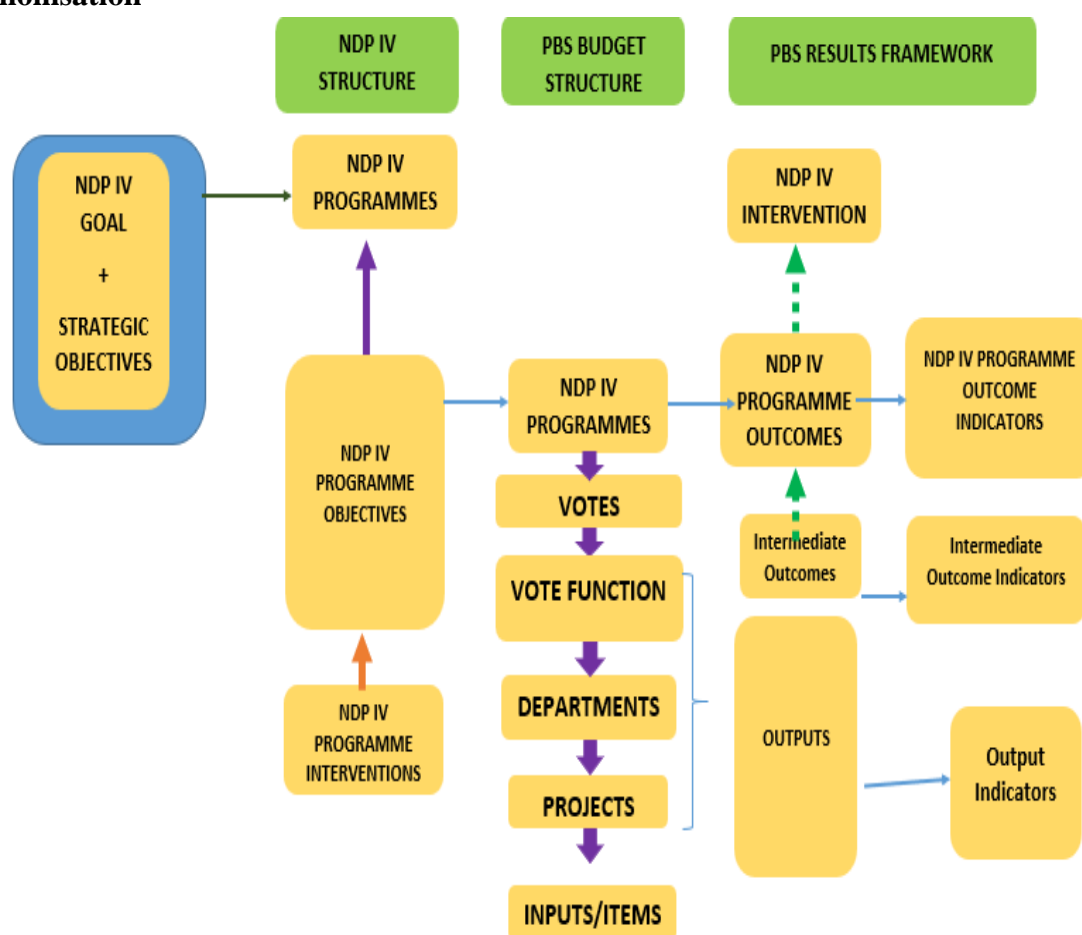 NDP IV
STRUCTURE
PBS BUDGET
STRUCTURE
PBS RESULTS FRAMEWORK
NDP IV
GOAL
+
STRATEGIC
OBJECTIVES
NDP IV
PROGRAMMES
NDP IV
INTERVENTION
NDP IV
PROGRAMME
OBJECTIVES
NDP IV
PROGRAMMES
NDP IV
PROGRAMME
OUTCOMES
NDP IV PROGRAMME
OUTCOME
INDICATORS
VOTES
Intermediate
Outcomes
Intermediate
Outcome Indicators
VOTE FUNCTION
NDP IV
PROGRAMME
INTERVENTIONS
DEPARTMENTS
OUTPUTS
Output
Indicators
PROJECTS
INPUTS/ITEMS